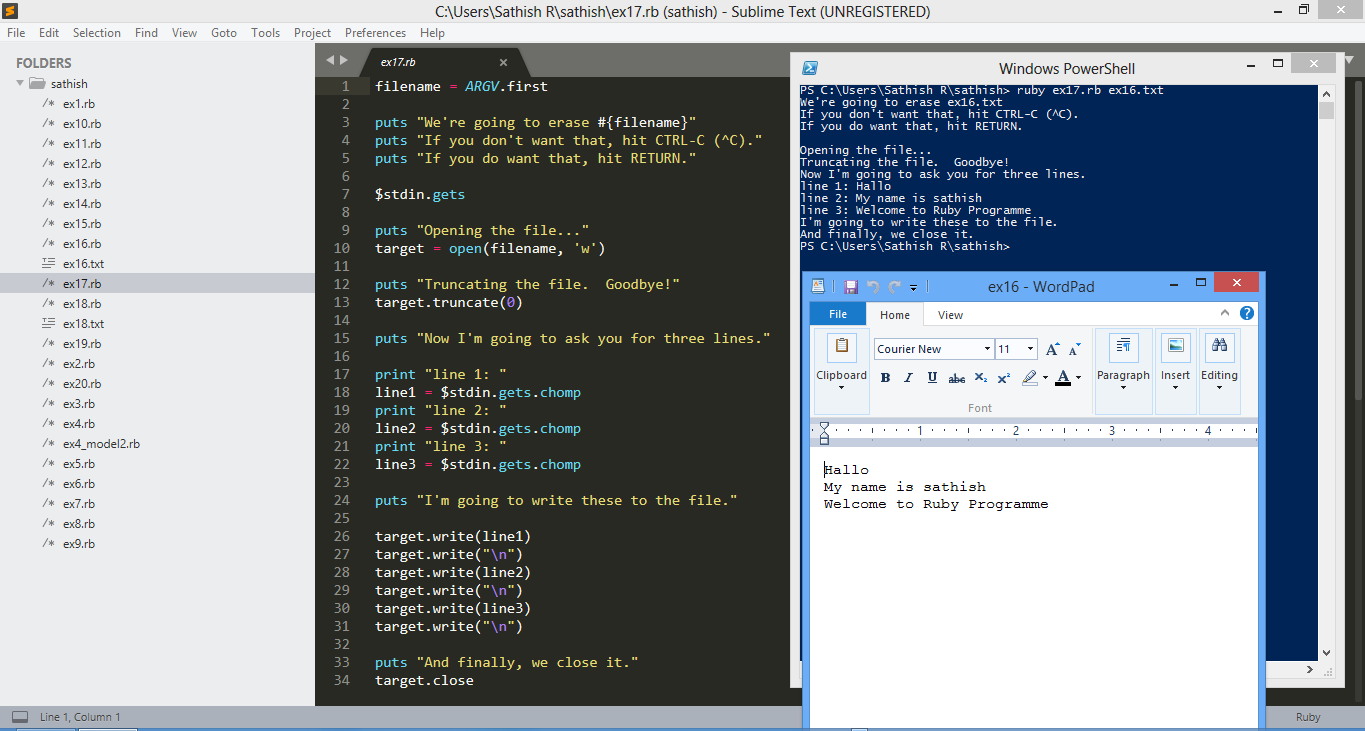 C:\Users\Sathish R\sathish\ex17.rb (sathish) - Sublime Text (UNREGISTERED)
File Edit Selection Find View Goto Tools Project Preferences Help
FOLDERS
sathish
/* ex1.rb
/* ex10.rb
/* ex11.rb
/* ex12.rb
/* ex13.rb
/* ex14.rb
/* ex15.rb
/* ex16.rb
ex16.txt
/* ex17.rb
/* ex18.rb
ex18.txt
/* ex19.rb
/* ex2.rb
/* ex20.rb
/* ex3.rb
/* ex4.rb
/* ex4_model2.rb
/* ex5.rb
/* ex6.rb
/* ex7.rb
/* ex8.rb
/* ex9.rb
ex17.rb
1 filename = ARGV.first
2
3 puts "We're going to erase #{filename}"
4 puts "If you don't want that, hit CTRL-C (^C)."
5 puts "If you do want that, hit RETURN."
6
7 $stdin.gets
8
9 puts "Opening the file..."
10 target = open(filename, 'w')
11
12 puts "Truncating the file.  Goodbye!"
13 target.truncate(0)
14
15 puts "Now I'm going to ask you for three lines."
16
17 print "line 1: "
18 line1 = $stdin.gets.chomp
19 print "line 2: "
20 line2 = $stdin.gets.chomp
21 print "line 3: "
22 line3 = $stdin.gets.chomp
23
24 puts "I'm going to write these to the file."
25
26 target.write(line1)
27 target.write("\n")
28 target.write(line2)
29 target.write("\n")
30 target.write(line3)
31 target.write("\n")
32
33 puts "And finally, we close it."
34 target.close
Windows PowerShell
PS C:\Users\Sathish R\sathish> ruby ex17.rb ex16.txt
We're going to erase ex16.txt
If you don't want that, hit CTRL-C (^C).
If you do want that, hit RETURN.
Opening the file...
Truncating the file.  Goodbye!
Now I'm going to ask you for three lines.
line 1: Hallo
line 2: My name is sathish
line 3: Welcome to Ruby Programme
I'm going to write these to the file.
And finally, we close it.
PS C:\Users\Sathish R\sathish>
ex16 - WordPad
File Home View
Clipboard
Courier New 11
B I U abc X₂ X²
A A
A
Font
Paragraph
Insert
Editing
1 2 3 4
Hallo
My name is sathish
Welcome to Ruby Programme
Line 1, Column 1
Ruby